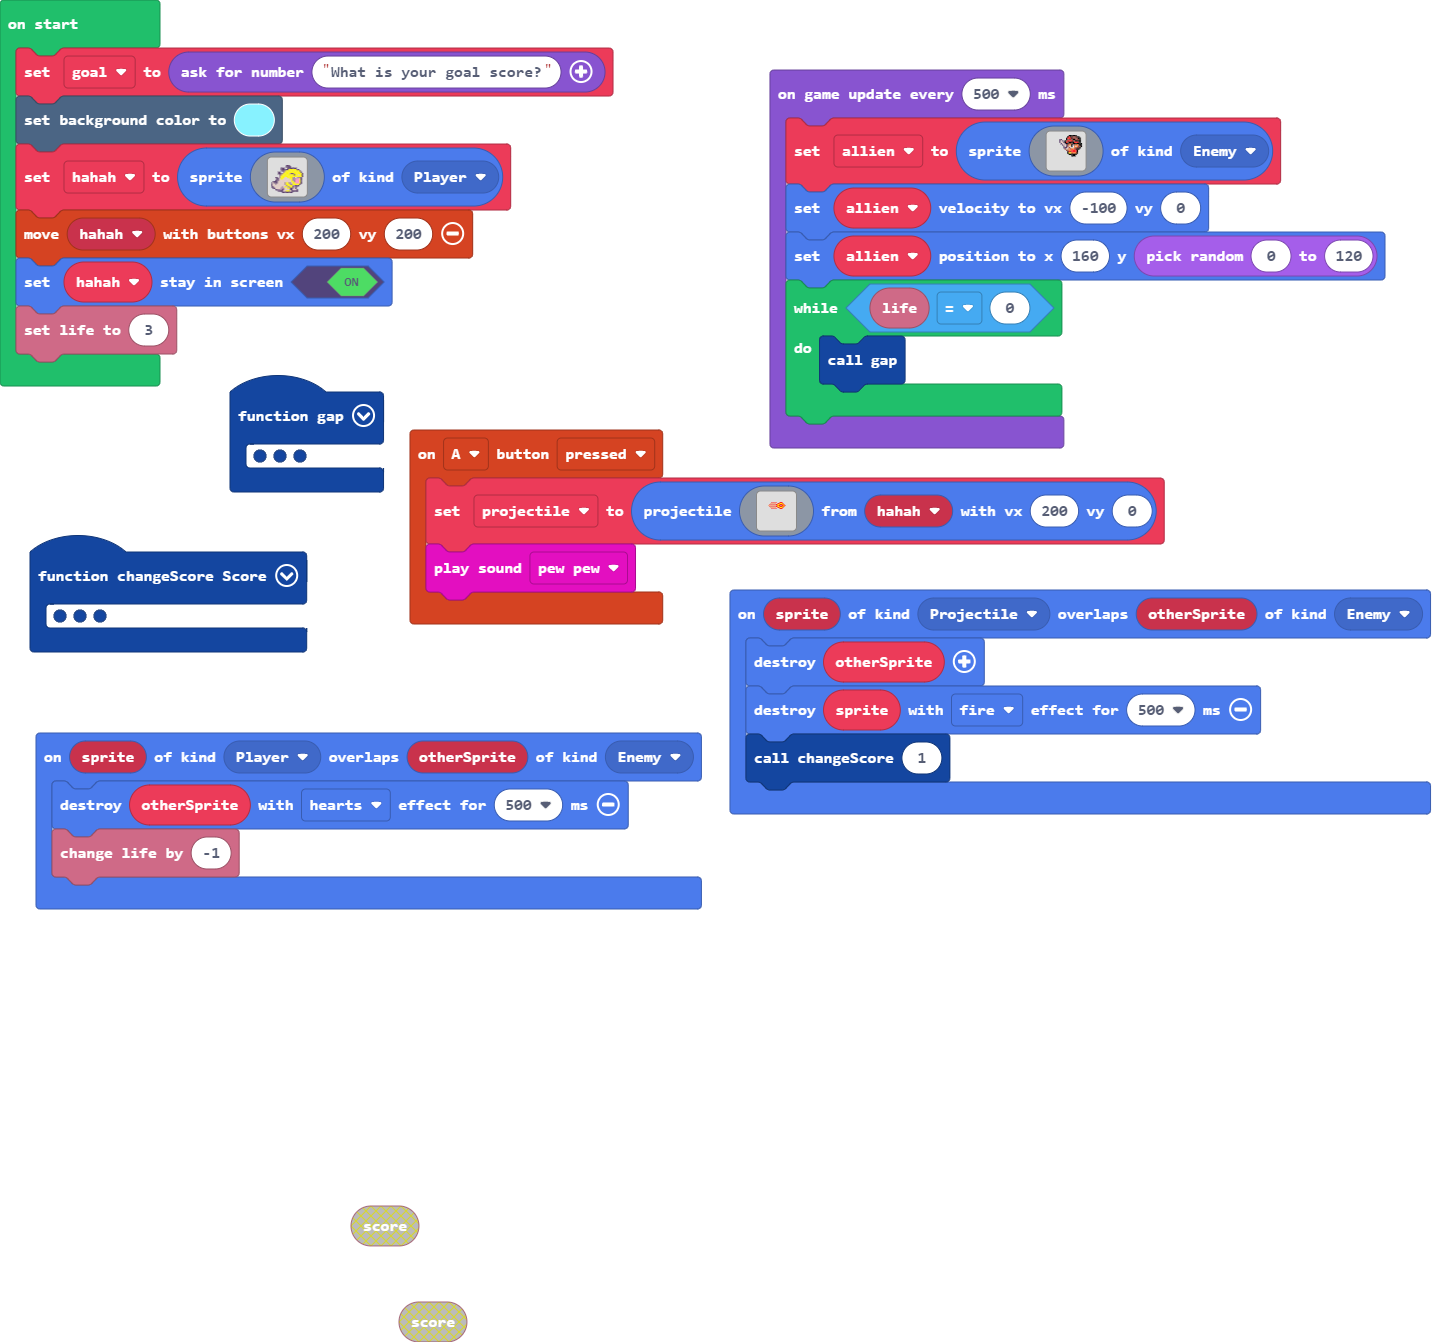 on start
set goal to ask for number "What is your goal score?"
set background color to
set hahah to sprite of kind Player
move hahah with buttons vx 200 vy 200
set hahah stay in screen ON
set life to 3
on game update every 500 ms
set allien to sprite of kind Enemy
set allien velocity to vx -100 vy 0
set allien position to x 160 y pick random 0 to 120
while life = 0
do call gap
function gap
on A button pressed
set projectile to projectile from hahah with vx 200 vy 0
play sound pew pew
function changeScore Score
on sprite of kind Projectile overlaps otherSprite of kind Enemy
destroy otherSprite
destroy sprite with fire effect for 500 ms
call changeScore 1
on sprite of kind Player overlaps otherSprite of kind Enemy
destroy otherSprite with hearts effect for 500 ms
change life by -1
score
score